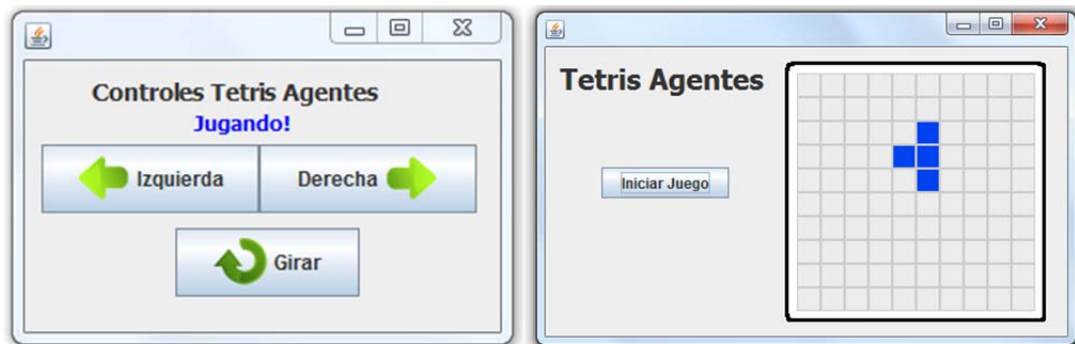 Controles Tetris Agentes
Jugando!
Izquierda
Derecha
Girar
Tetris Agentes
Iniciar Juego